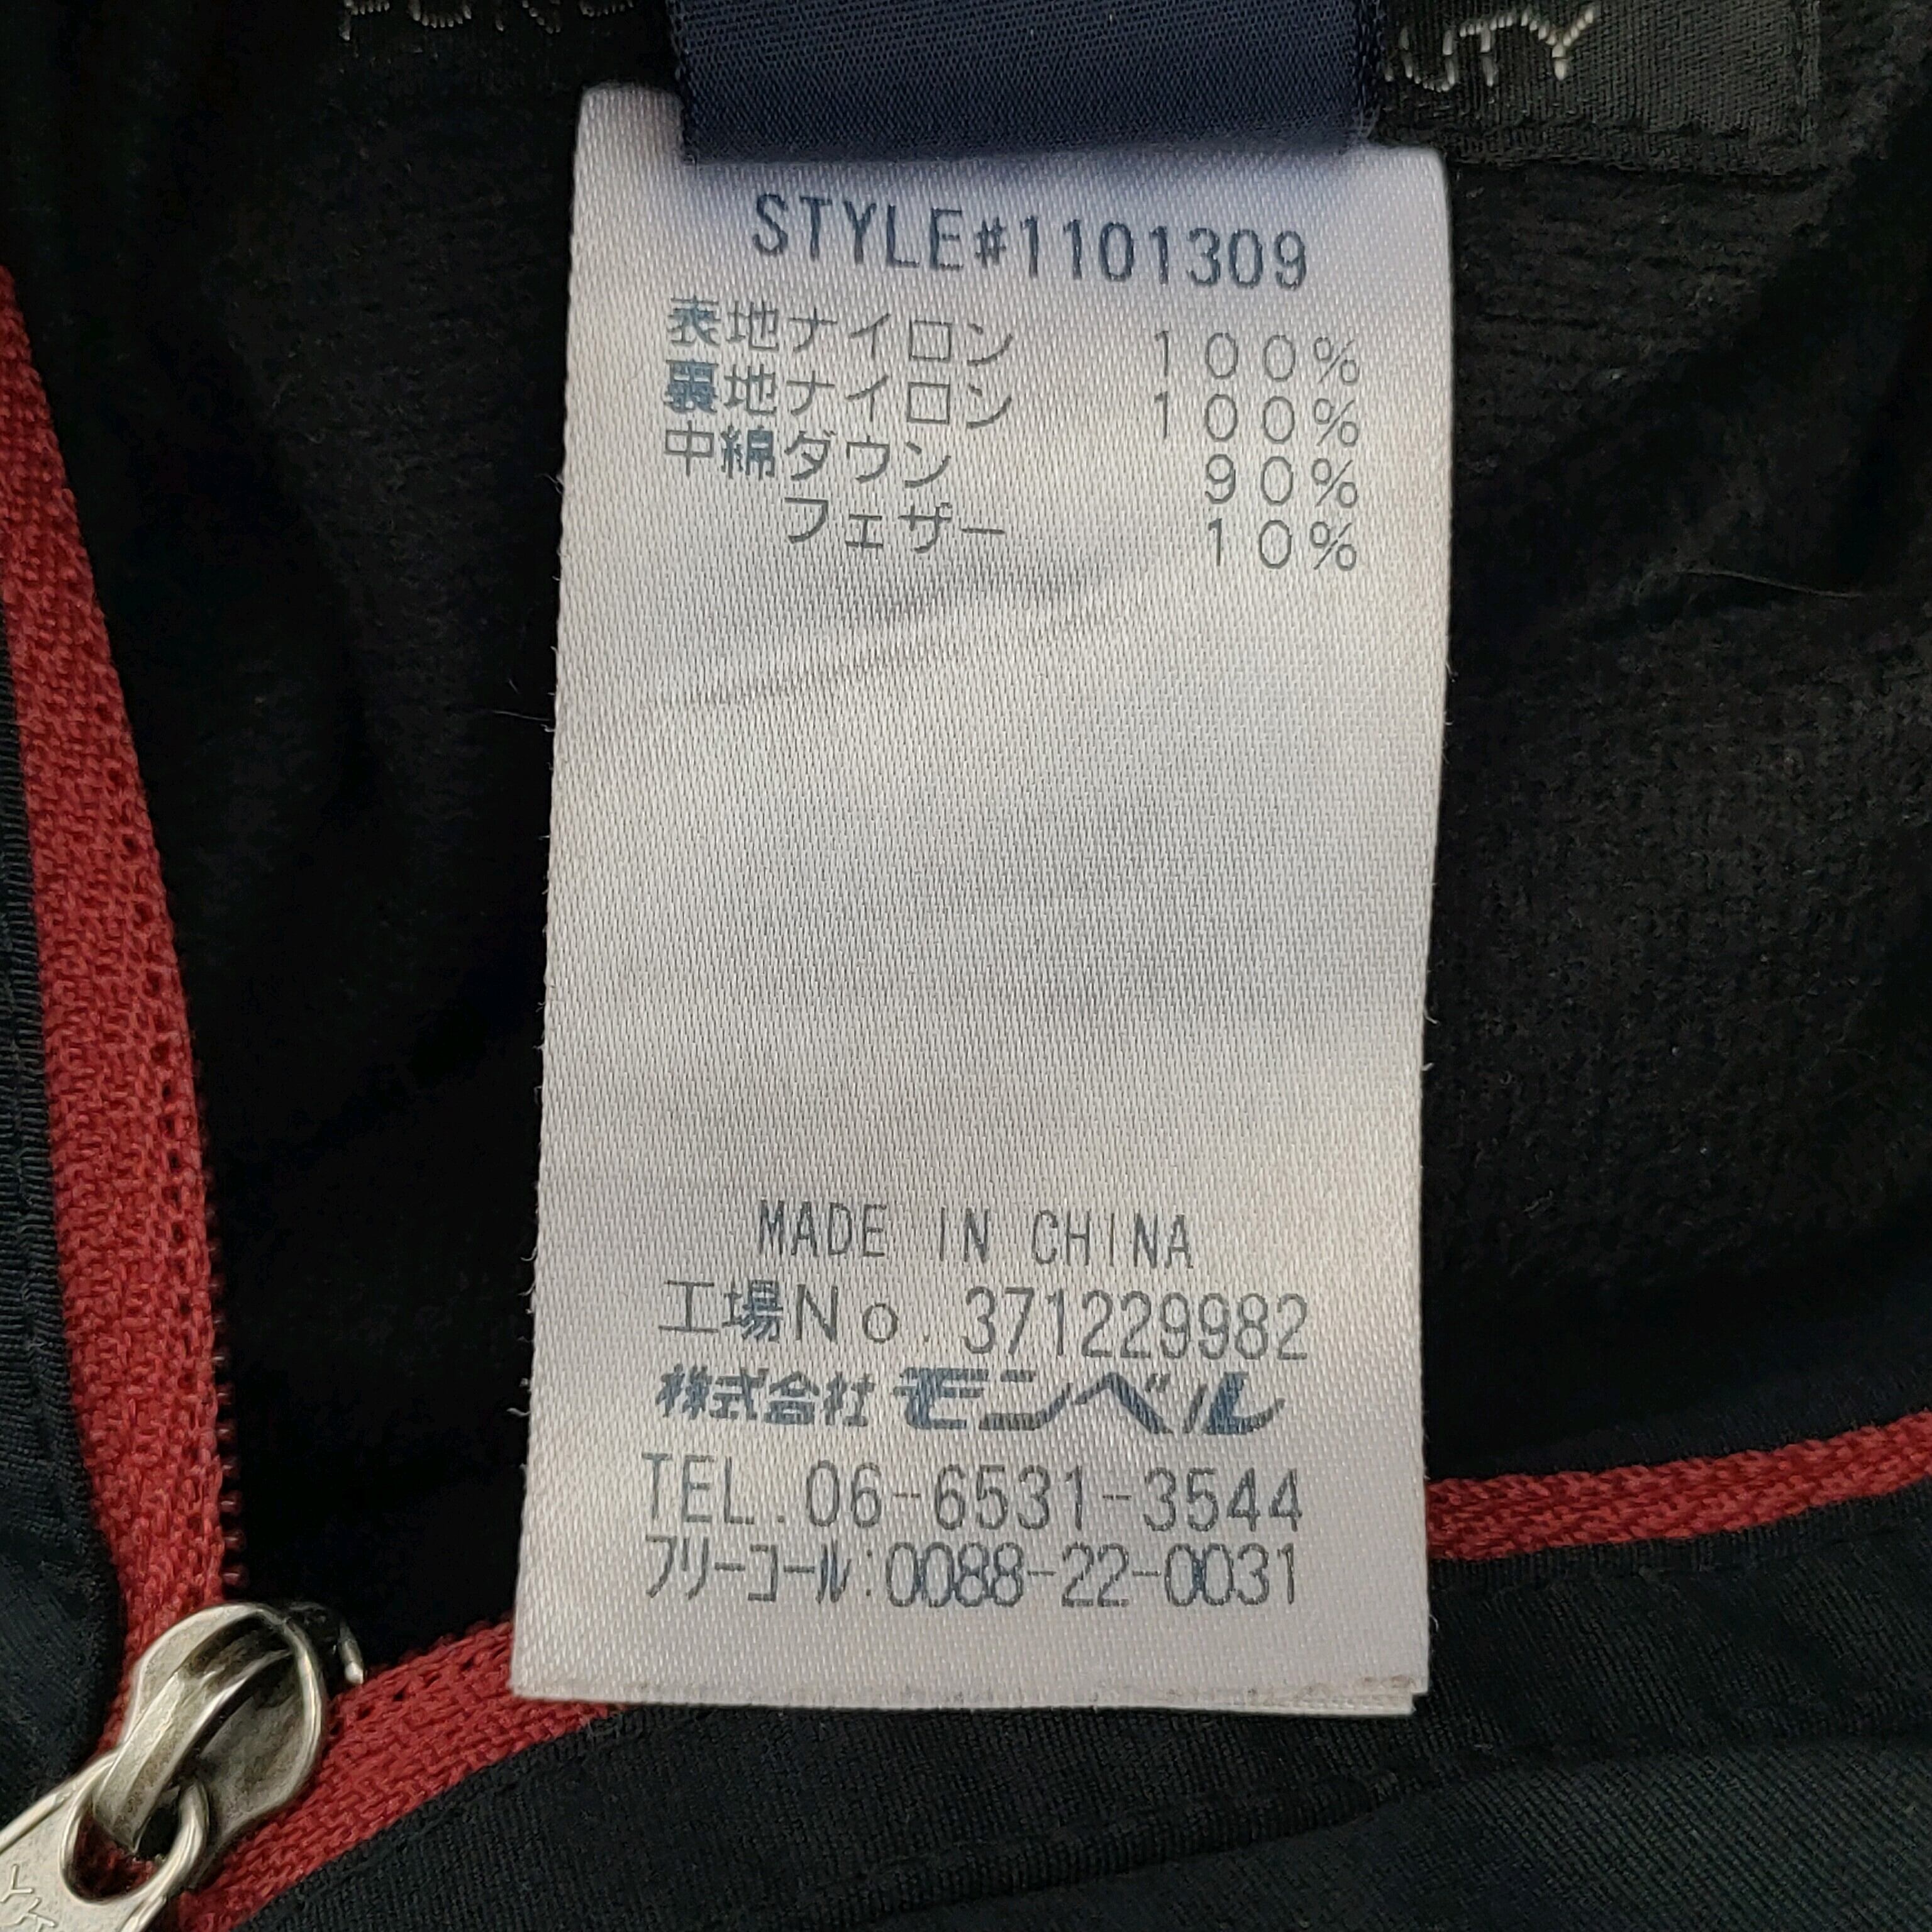 STYLE#1101309
表地ナイロン 100%
裏地ナイロン 100%
中綿ダウン 90%
フェザー 10%
MADE IN CHINA
工場No. 371229982
株式会社モンベル
TEL.06-6531-3544
フリーコール:0088-22-0031